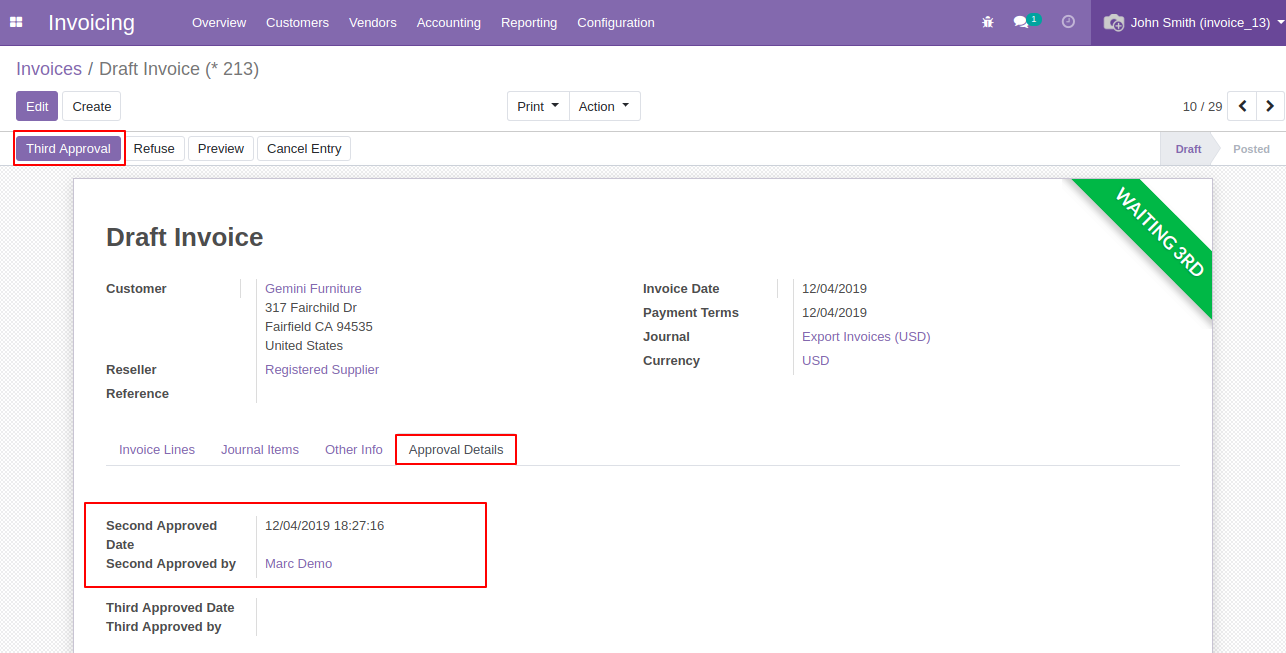 Invoicing Overview Customers Vendors Accounting Reporting Configuration 1 John Smith (invoice_13)
Invoices / Draft Invoice (* 213)
Edit Create Print Action 10 / 29
Third Approval Refuse Preview Cancel Entry Draft Posted
WAITING 3RD
Draft Invoice
Customer Gemini Furniture Invoice Date 12/04/2019
317 Fairchild Dr Payment Terms 12/04/2019
Fairfield CA 94535 Journal Export Invoices (USD)
United States Currency USD
Reseller Registered Supplier
Reference
Invoice Lines Journal Items Other Info Approval Details
Second Approved 12/04/2019 18:27:16
Date
Second Approved by Marc Demo
Third Approved Date
Third Approved by